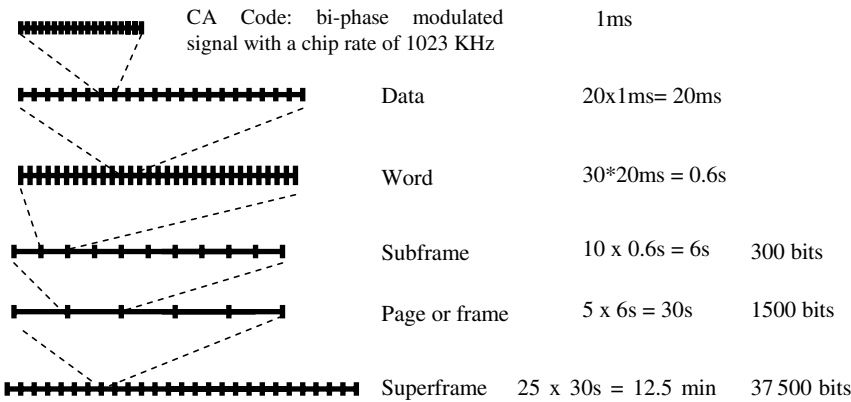 CA Code: bi-phase modulated 1ms
signal with a chip rate of 1023 KHz
Data 20x1ms= 20ms
Word 30*20ms = 0.6s
Subframe 10 x 0.6s = 6s 300 bits
Page or frame 5 x 6s = 30s 1500 bits
Superframe 25 x 30s = 12.5 min 37 500 bits